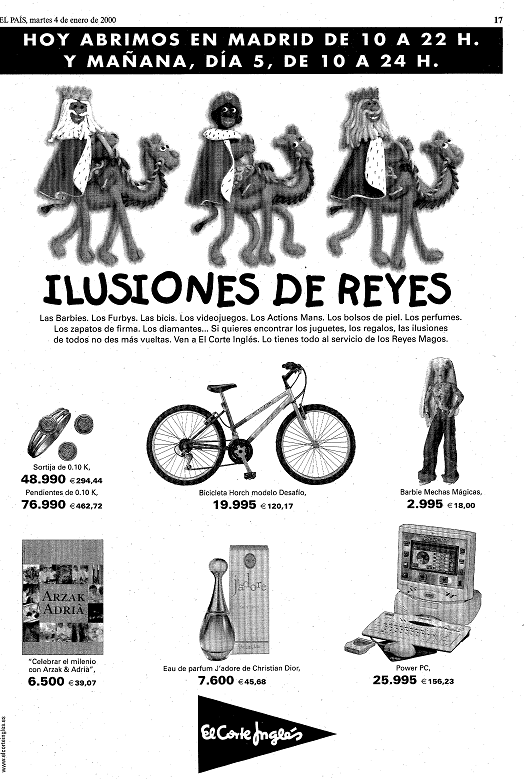 EL PAÍS, martes 4 de enero de 2000
17
HOY ABRIMOS EN MADRID DE 10 A 22 H.
Y MAÑANA, DÍA 5, DE 10 A 24 H.
ILUSIONES DE REYES
Las Barbies. Los Furbys. Las bicis. Los videojuegos. Los Actions Mans. Los bolsos de piel. Los perfumes.
Los zapatos de firma. Los diamantes... Si quieres encontrar los juguetes, los regalos, las ilusiones
de todos no des más vueltas. Ven a El Corte Inglés. Lo tienes todo al servicio de los Reyes Magos.
Sortija de 0.10 K,
48.990 €294,44
Pendientes de 0.10 K,
76.990 €462,72
Bicicleta Horch modelo Desafío,
19.995 €120,17
Barbie Mechas Mágicas,
2.995 €18,00
ARZAK
ADRIÀ
"Celebrar el milenio
con Arzak & Adrià",
6.500 €39,07
J'adore
Eau de parfum J'adore de Christian Dior,
7.600 €45,68
Power PC,
25.995 €156,23
El Corte Inglés
www.elcorteingles.es